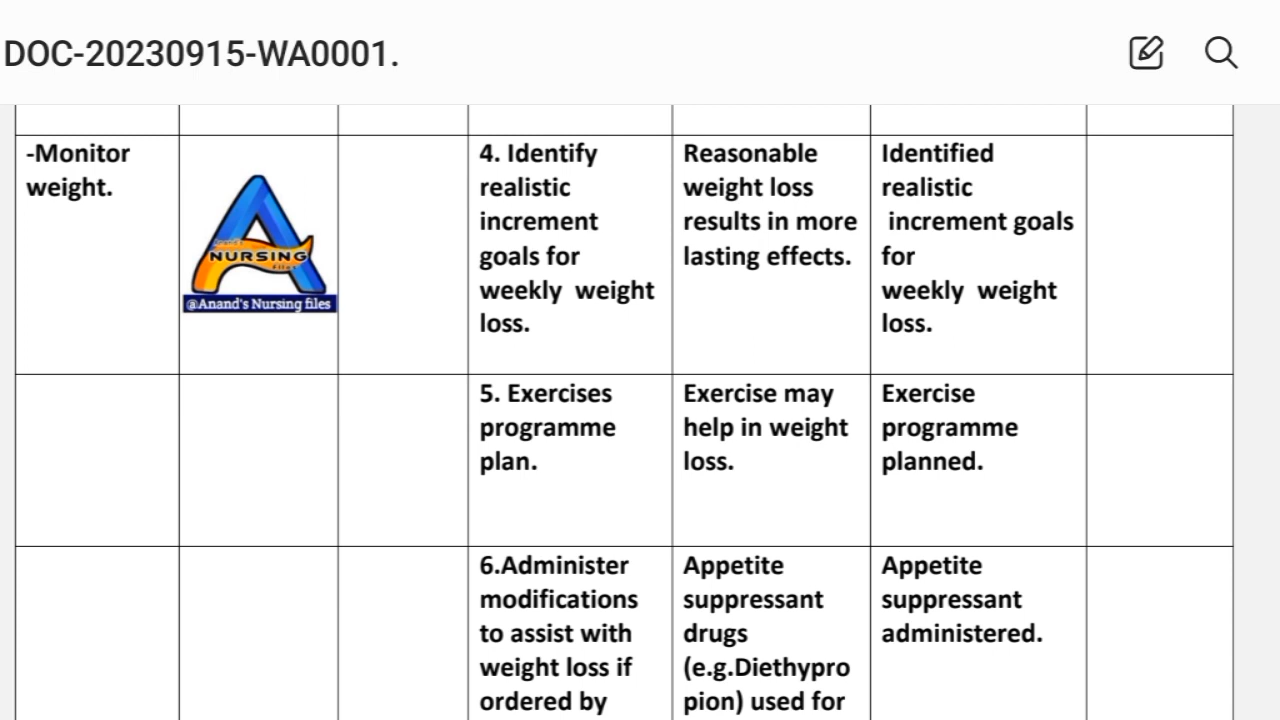 DOC-20230915-WA0001.
-Monitor
weight.
Anand's
NURSING
Files
@Anand's Nursing files
4. Identify
realistic
increment
goals for
weekly weight
loss.
Reasonable
weight loss
results in more
lasting effects.
Identified
realistic
increment goals
for
weekly weight
loss.
5. Exercises
programme
plan.
Exercise may
help in weight
loss.
Exercise
programme
planned.
6.Administer
modifications
to assist with
weight loss if
ordered by
Appetite
suppressant
drugs
(e.g.Diethypro
pion) used for
Appetite
suppressant
administered.